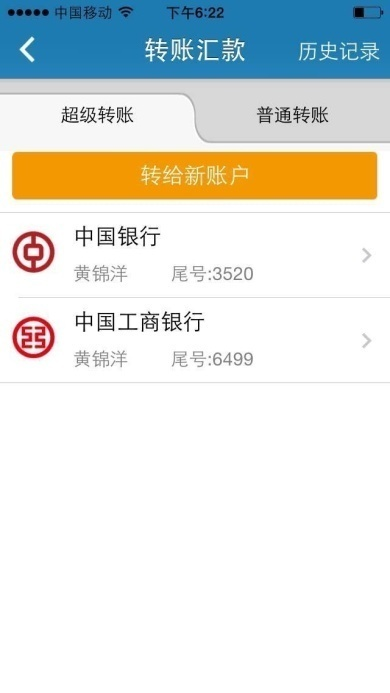 中国移动 下午6:22
转账汇款 历史记录
超级转账 普通转账
转给新账户
中国银行
黄锦洋 尾号:3520
中国工商银行
黄锦洋 尾号:6499